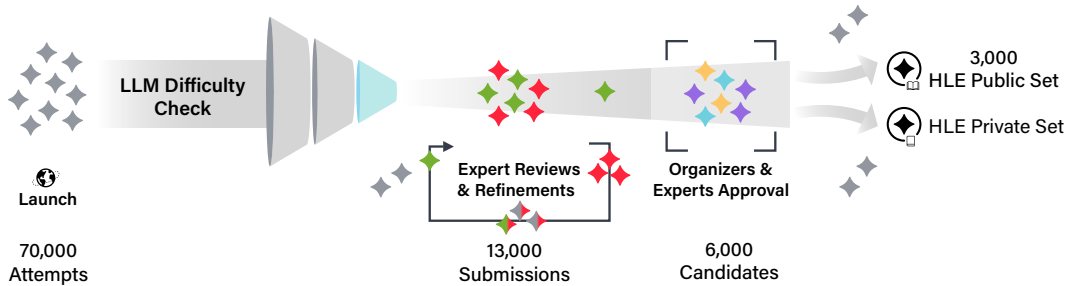 LLM Difficulty
Check
Launch
70,000
Attempts
Expert Reviews
& Refinements
13,000
Submissions
Organizers &
Experts Approval
6,000
Candidates
3,000
HLE Public Set
HLE Private Set